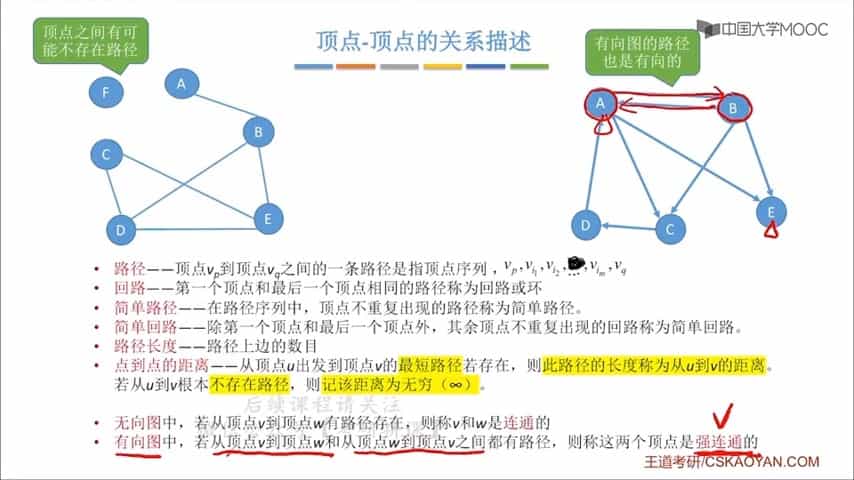 顶点之间有可
能不存在路径
顶点-顶点的关系描述
有向图的路径
也是有向的
中国大学MOOC
F
A
B
C
D
E
A
B
D
C
E
• 路径——顶点vp到顶点vq之间的一条路径是指顶点序列，vp,vi1,vi2,…,vim,vq
• 回路——第一个顶点和最后一个顶点相同的路径称为回路或环
• 简单路径——在路径序列中，顶点不重复出现的路径称为简单路径。
• 简单回路——除第一个顶点和最后一个顶点外，其余顶点不重复出现的回路称为简单回路。
• 路径长度——路径上边的数目
• 点到点的距离——从顶点u出发到顶点v的最短路径若存在，则此路径的长度称为从u到v的距离。
若从u到v根本不存在路径，则记该距离为无穷（∞）。
后续课程请关注
• 无向图中，若从顶点v到顶点w有路径存在，则称v和w是连通的
• 有向图中，若从顶点v到顶点w和从顶点w到顶点v之间都有路径，则称这两个顶点是强连通的
王道考研/CSKAOYAN.COM